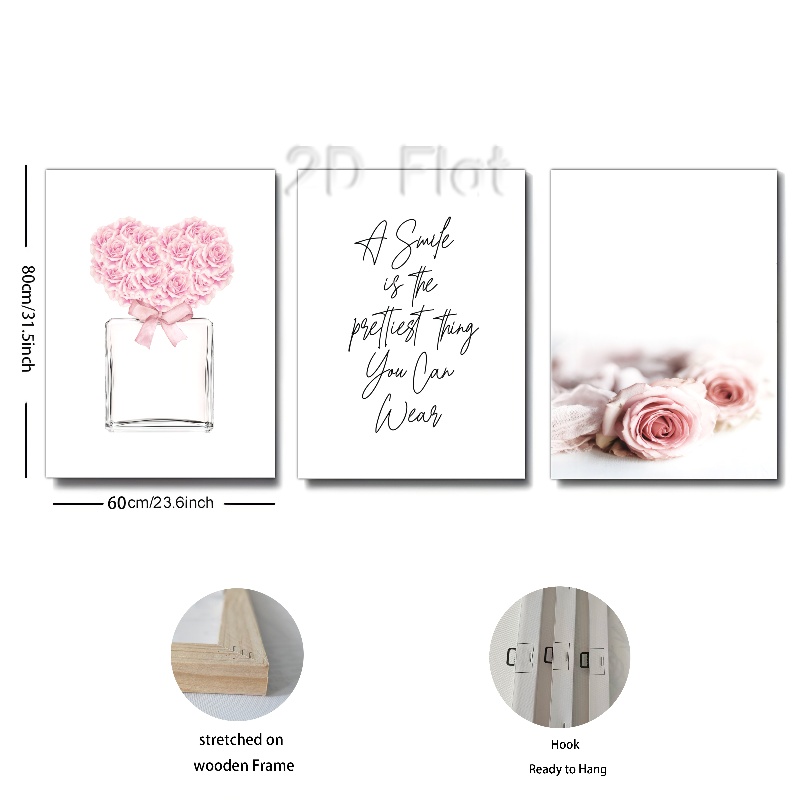 2D Flat
A Smile
is the
prettiest thing
You Can
Wear
80cm/31.5inch
60cm/23.6inch
stretched on
wooden Frame
Hook
Ready to Hang